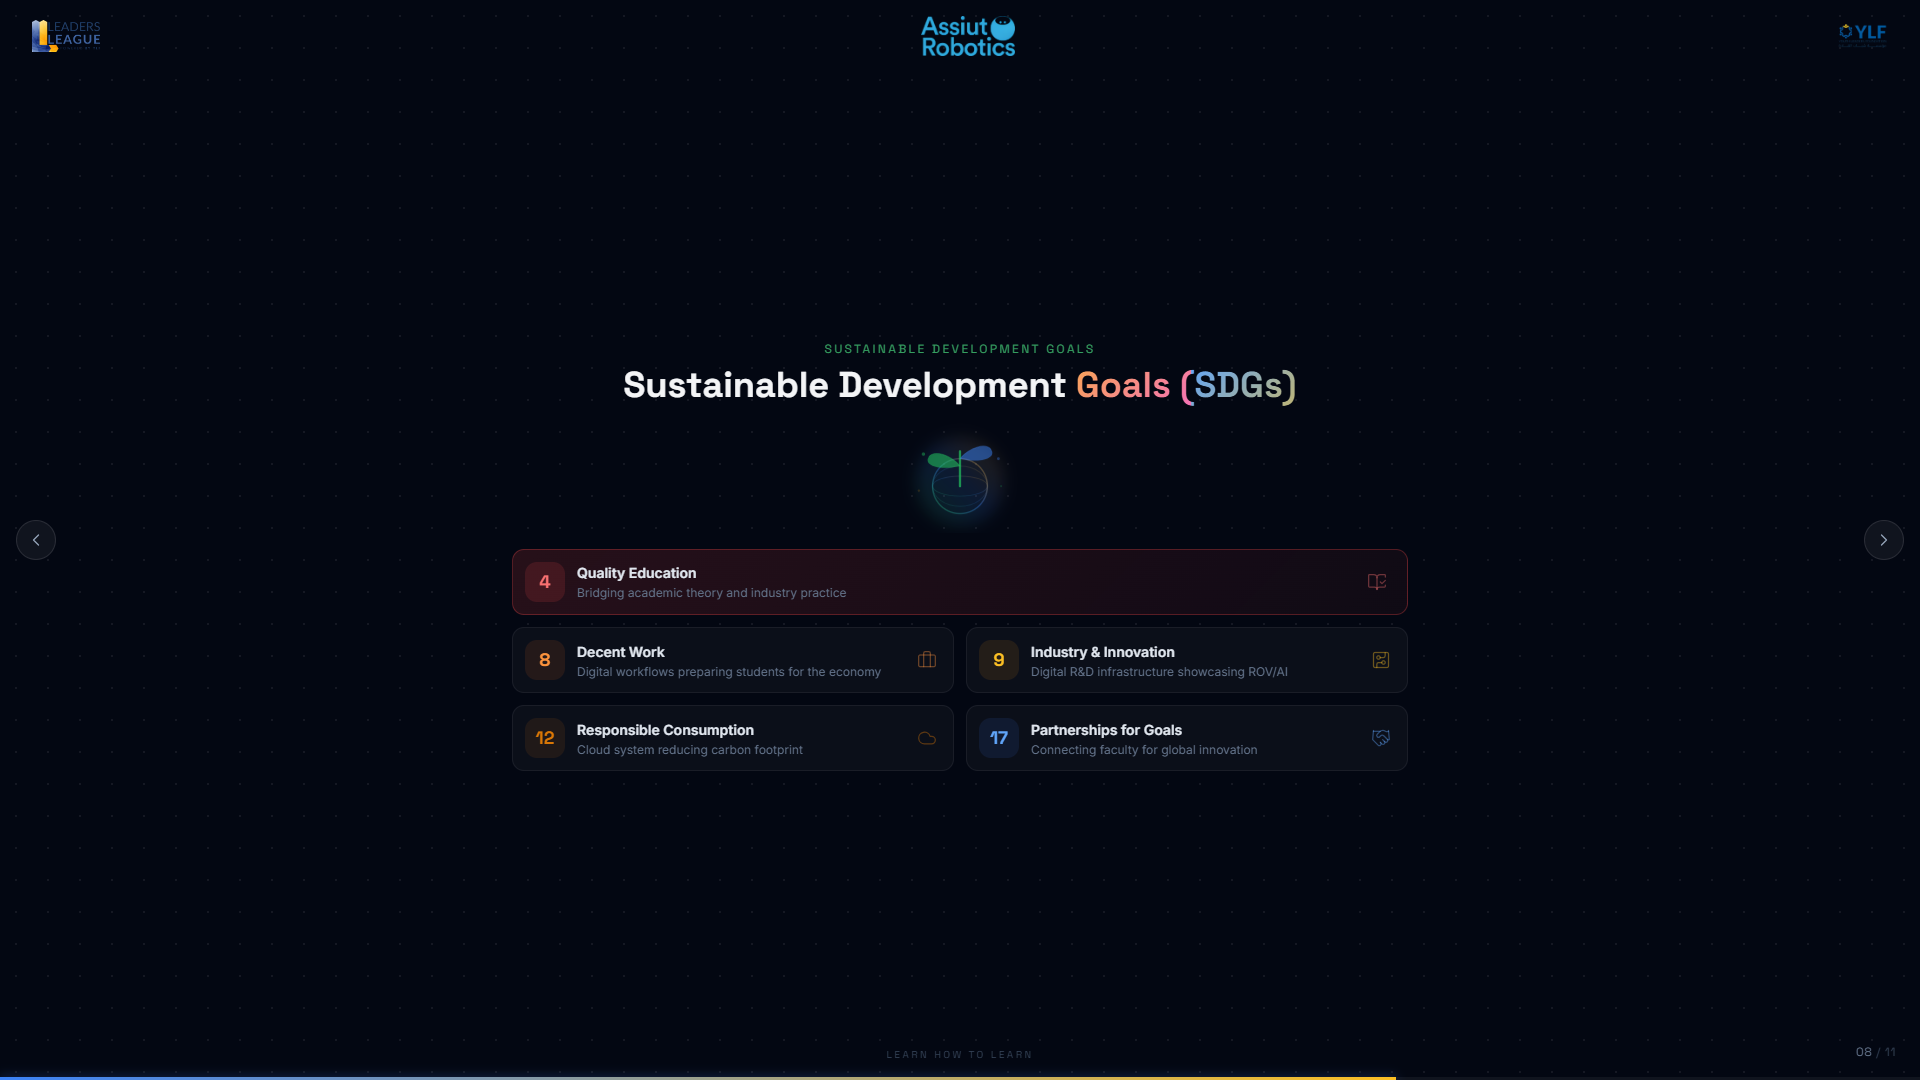 LEADERS
LEAGUE
Assiut
Robotics
YLF
SUSTAINABLE DEVELOPMENT GOALS
Sustainable Development Goals (SDGs)
4
Quality Education
Bridging academic theory and industry practice
8
Decent Work
Digital workflows preparing students for the economy
9
Industry & Innovation
Digital R&D infrastructure showcasing ROV/AI
12
Responsible Consumption
Cloud system reducing carbon footprint
17
Partnerships for Goals
Connecting faculty for global innovation
LEARN HOW TO LEARN
08 / 11